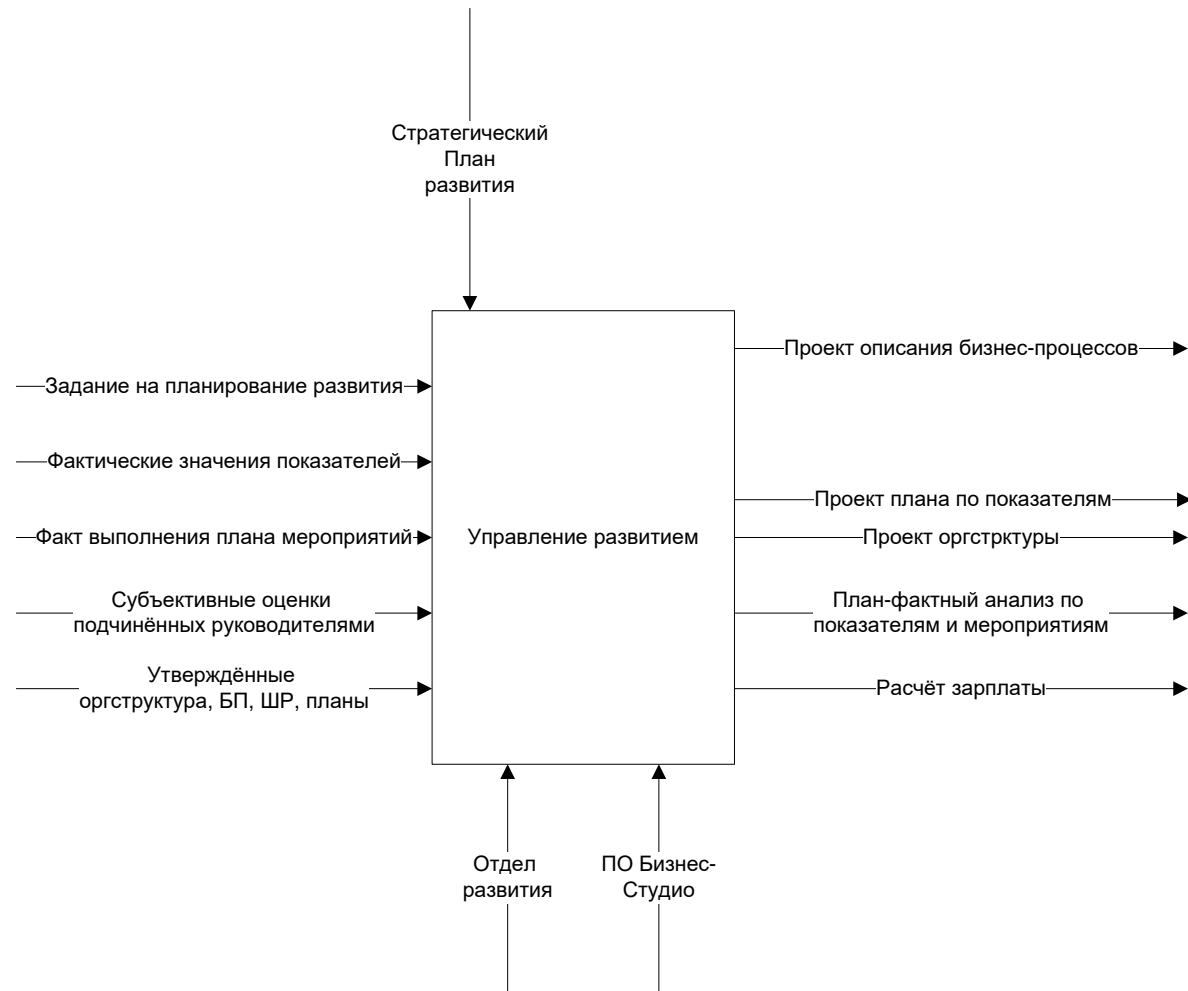 Стратегический
План
развития
Задание на планирование развития
Фактические значения показателей
Факт выполнения плана мероприятий
Субъективные оценки
подчинённых руководителями
Утверждённые
оргструктура, БП, ШР, планы
Управление развитием
Проект описания бизнес-процессов
Проект плана по показателям
Проект оргстрктуры
План-фактный анализ по
показателям и мероприятиям
Расчёт зарплаты
Отдел
развития
ПО Бизнес-
Студио